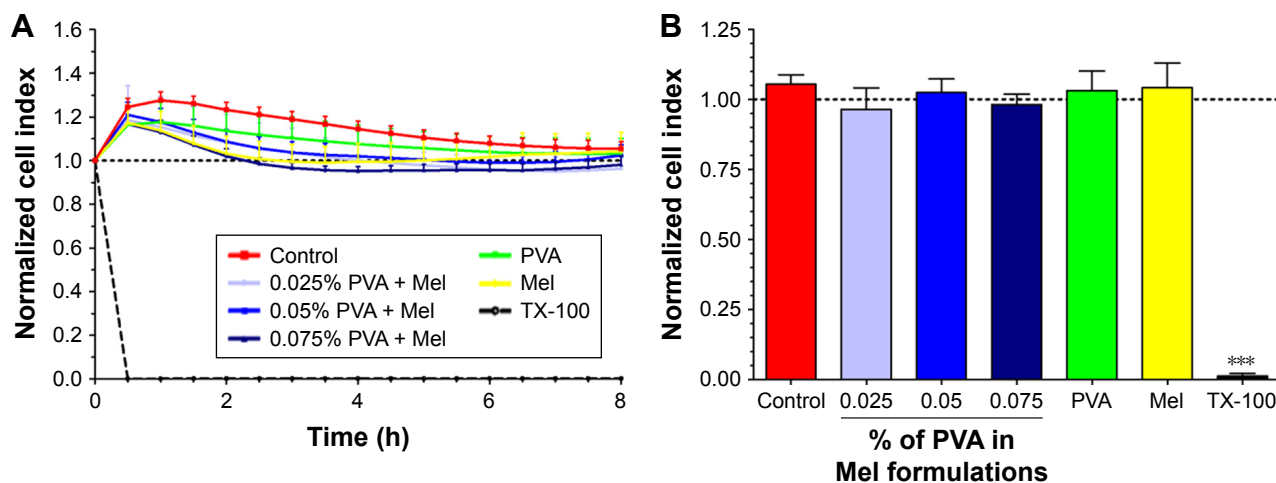 A
Normalized cell index
1.6
1.4
1.2
1.0
0.8
0.6
0.4
0.2
0.0
0
2
4
6
8
Time (h)
Control
0.025% PVA + Mel
0.05% PVA + Mel
0.075% PVA + Mel
PVA
Mel
TX-100
B
Normalized cell index
1.25
1.00
0.75
0.50
0.25
0.00
***
Control
0.025
0.05
0.075
PVA
Mel
TX-100
% of PVA in
Mel formulations